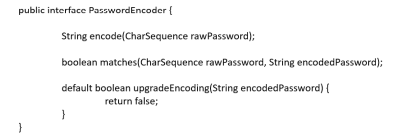 public interface PasswordEncoder {
String encode(CharSequence rawPassword);
boolean matches(CharSequence rawPassword, String encodedPassword);
default boolean upgradeEncoding(String encodedPassword) {
return false;
}
}